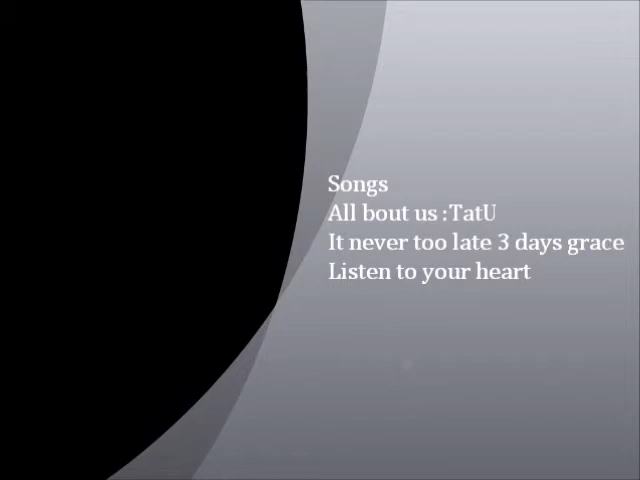 Songs
All bout us :TatU
It never too late 3 days grace
Listen to your heart